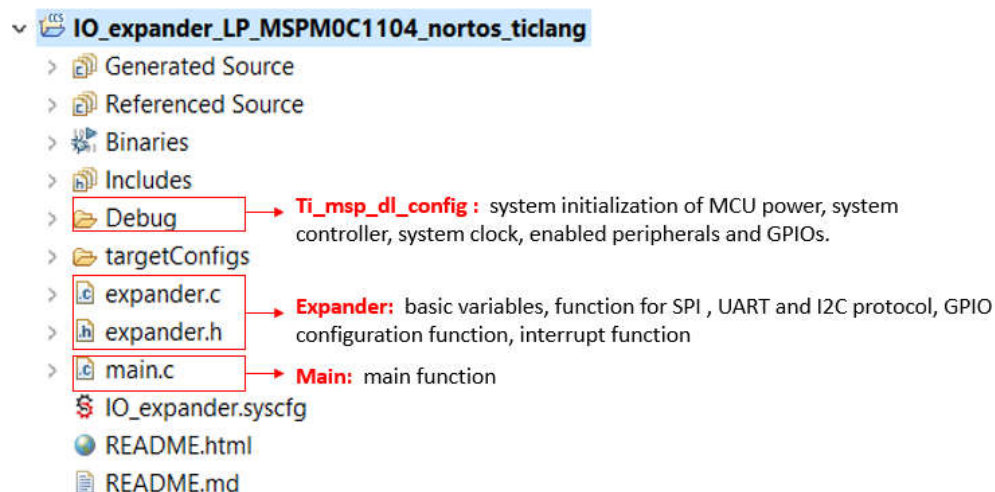 IO_expander_LP_MSPM0C1104_nortos_ticlang
Generated Source
Referenced Source
Binaries
Includes
Debug
Ti_msp_dl_config : system initialization of MCU power, system
controller, system clock, enabled peripherals and GPIOs.
targetConfigs
expander.c
expander.h
Expander: basic variables, function for SPI , UART and I2C protocol, GPIO
configuration function, interrupt function
main.c
Main: main function
IO_expander.syscfg
README.html
README.md